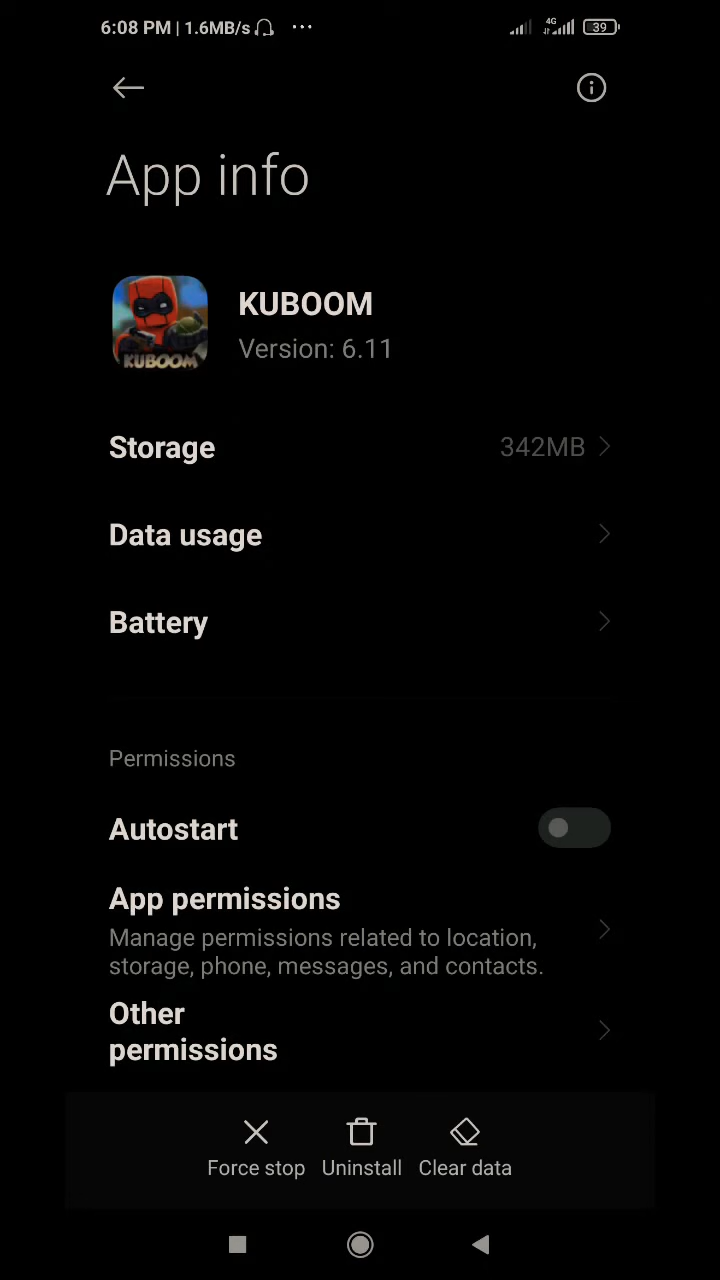 6:08 PM | 1.6MB/s ... 4G 39
App info
KUBOOM
KUBOOM
Version: 6.11
Storage 342MB
Data usage
Battery
Permissions
Autostart
App permissions
Manage permissions related to location,
storage, phone, messages, and contacts.
Other
permissions
Force stop Uninstall Clear data